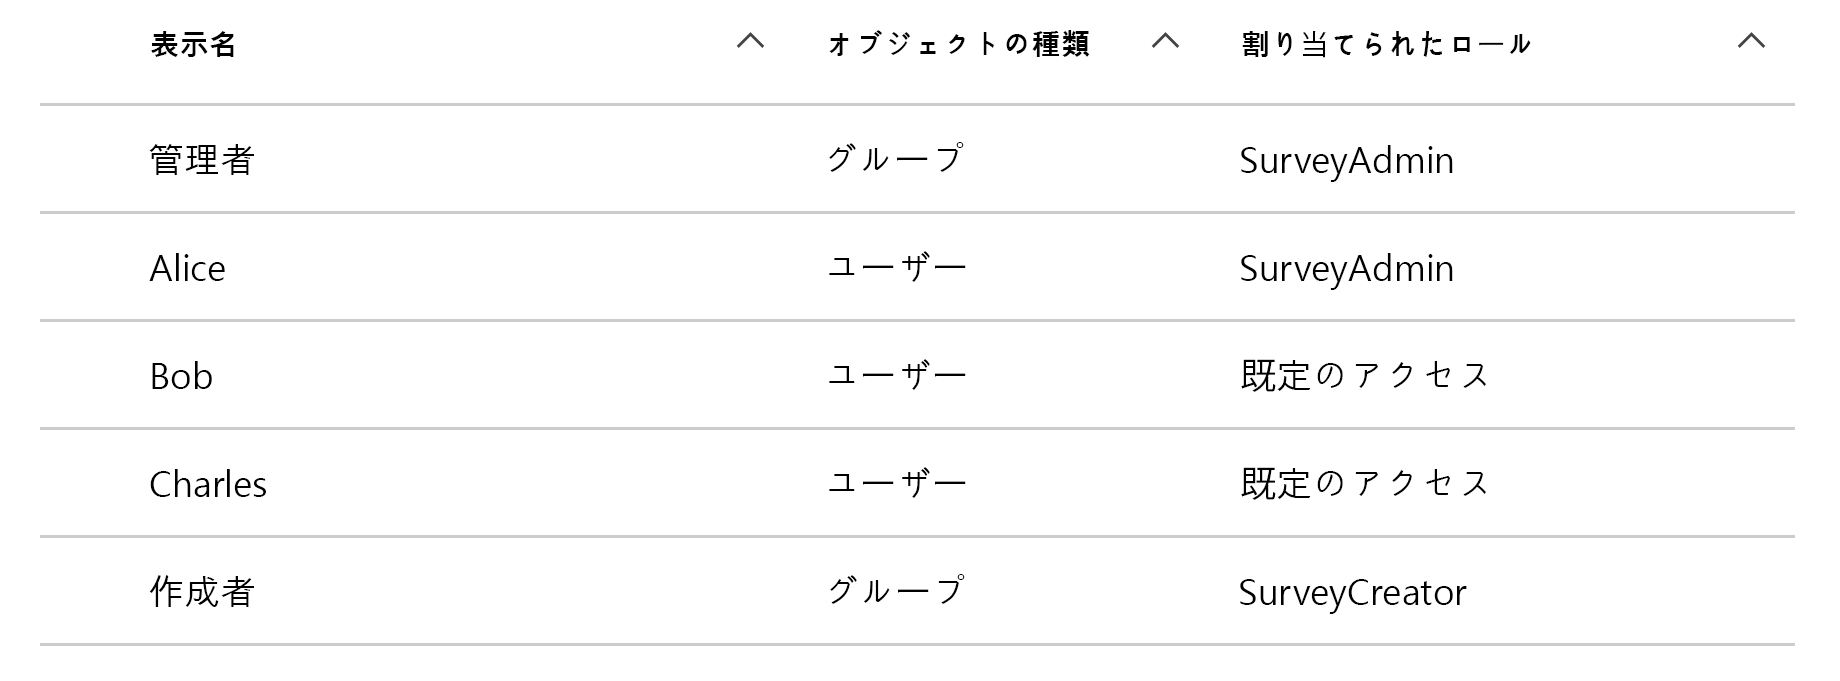 表示名 オブジェクトの種類 割り当てられたロール
管理者 グループ SurveyAdmin
Alice ユーザー SurveyAdmin
Bob ユーザー 既定のアクセス
Charles ユーザー 既定のアクセス
作成者 グループ SurveyCreator